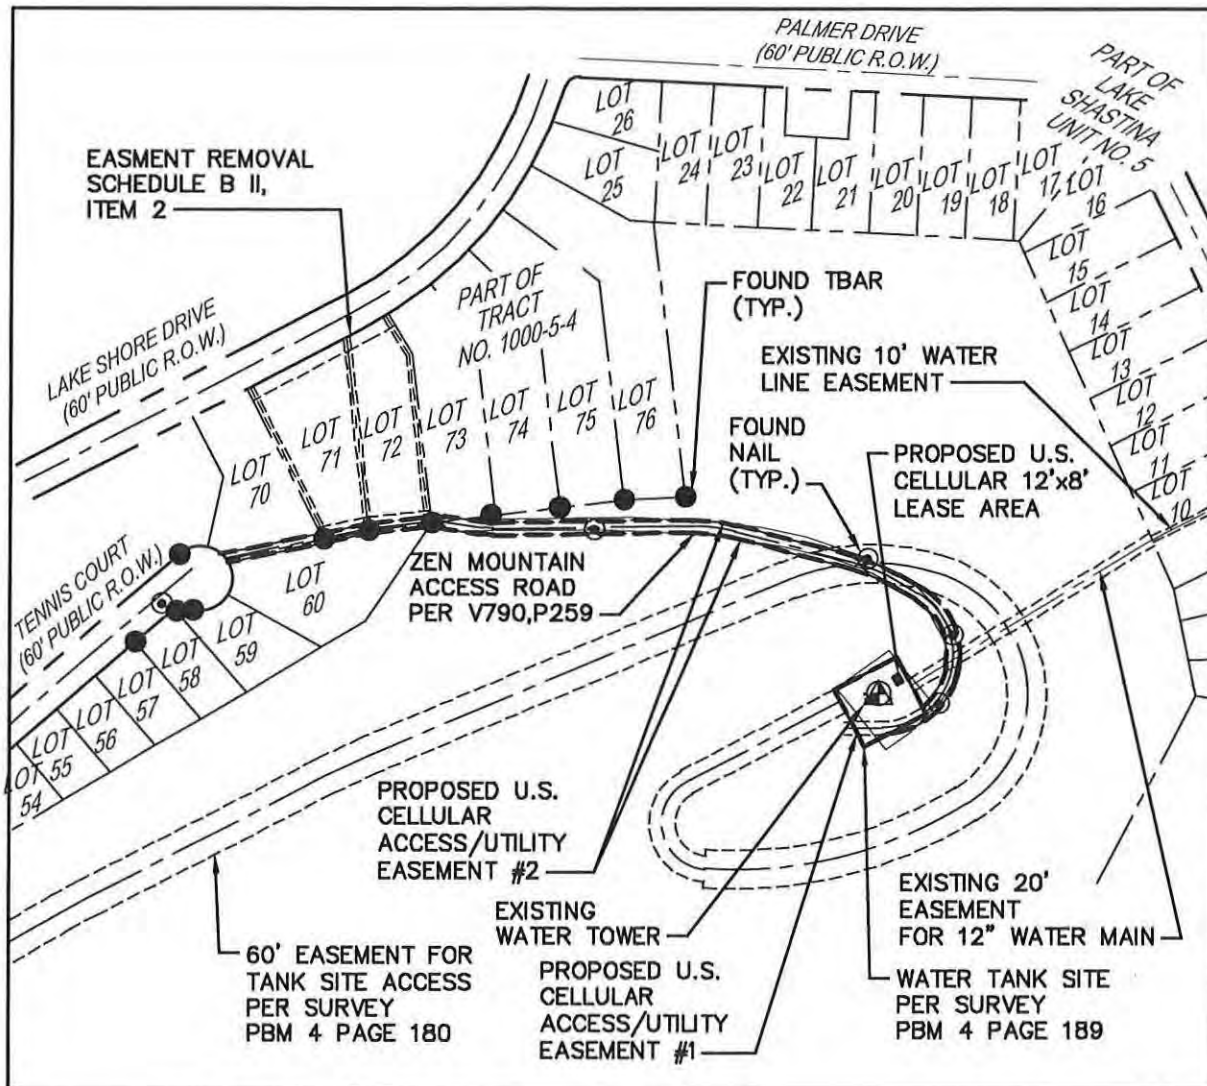 PALMER DRIVE
(60' PUBLIC R.O.W.)
PART OF
LAKE
SHASTINA
UNIT NO. 5
LOT
26
LOT
25
LOT
24
LOT
23
LOT
22
LOT
21
LOT
20
LOT
19
LOT
18
LOT
17
LOT
16
LOT
15
LOT
14
LOT
13
LOT
12
LOT
11
LOT
10
EASMENT REMOVAL
SCHEDULE B II,
ITEM 2
LAKE SHORE DRIVE
(60' PUBLIC R.O.W.)
PART OF
TRACT
NO. 1000-5-4
FOUND TBAR
(TYP.)
EXISTING 10' WATER
LINE EASEMENT
FOUND
NAIL
(TYP.)
PROPOSED U.S.
CELLULAR 12'x8'
LEASE AREA
LOT
70
LOT
71
LOT
72
LOT
73
LOT
74
LOT
75
LOT
76
TENNIS COURT
(60' PUBLIC R.O.W.)
LOT
60
LOT
59
LOT
58
LOT
57
LOT
56
LOT
55
LOT
54
ZEN MOUNTAIN
ACCESS ROAD
PER V790,P259
PROPOSED U.S.
CELLULAR
ACCESS/UTILITY
EASEMENT #2
EXISTING
WATER TOWER
PROPOSED U.S.
CELLULAR
ACCESS/UTILITY
EASEMENT #1
60' EASEMENT FOR
TANK SITE ACCESS
PER SURVEY
PBM 4 PAGE 180
EXISTING 20'
EASEMENT
FOR 12" WATER MAIN
WATER TANK SITE
PER SURVEY
PBM 4 PAGE 189